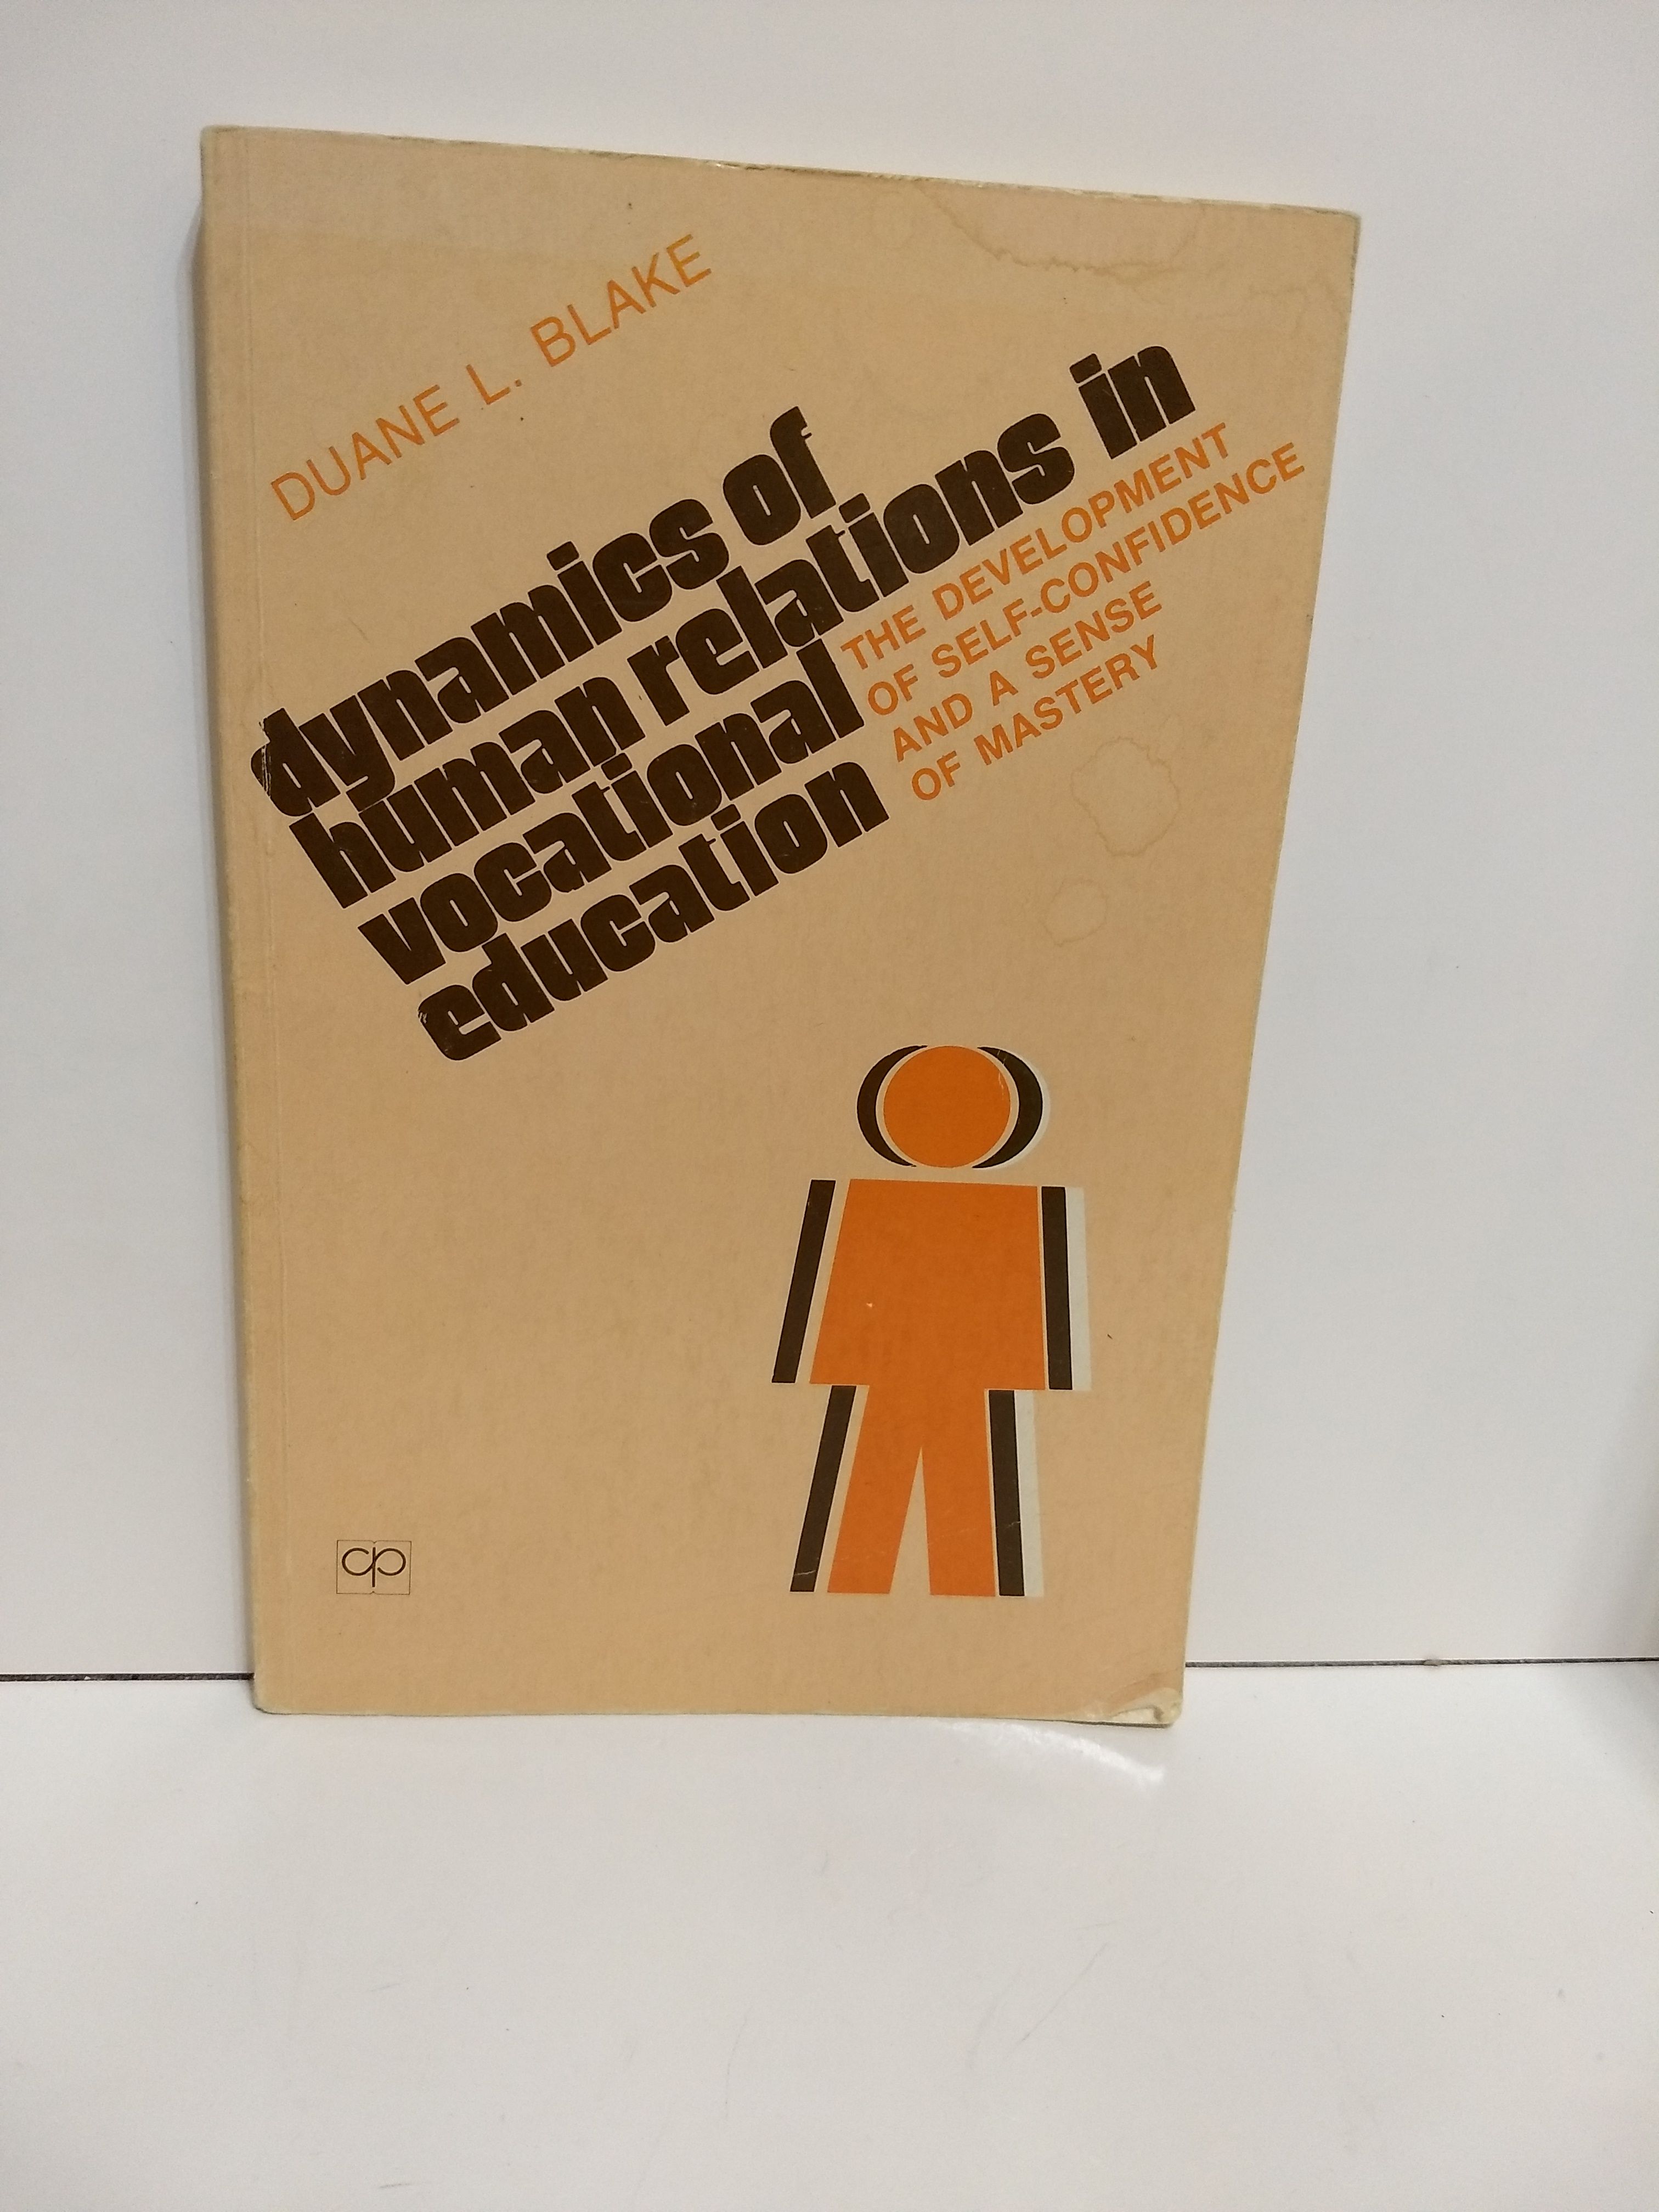 DUANE L. BLAKE
dynamics of
human relations in
vocational
education
THE DEVELOPMENT
OF SELF-CONFIDENCE
AND A SENSE
OF MASTERY
cp